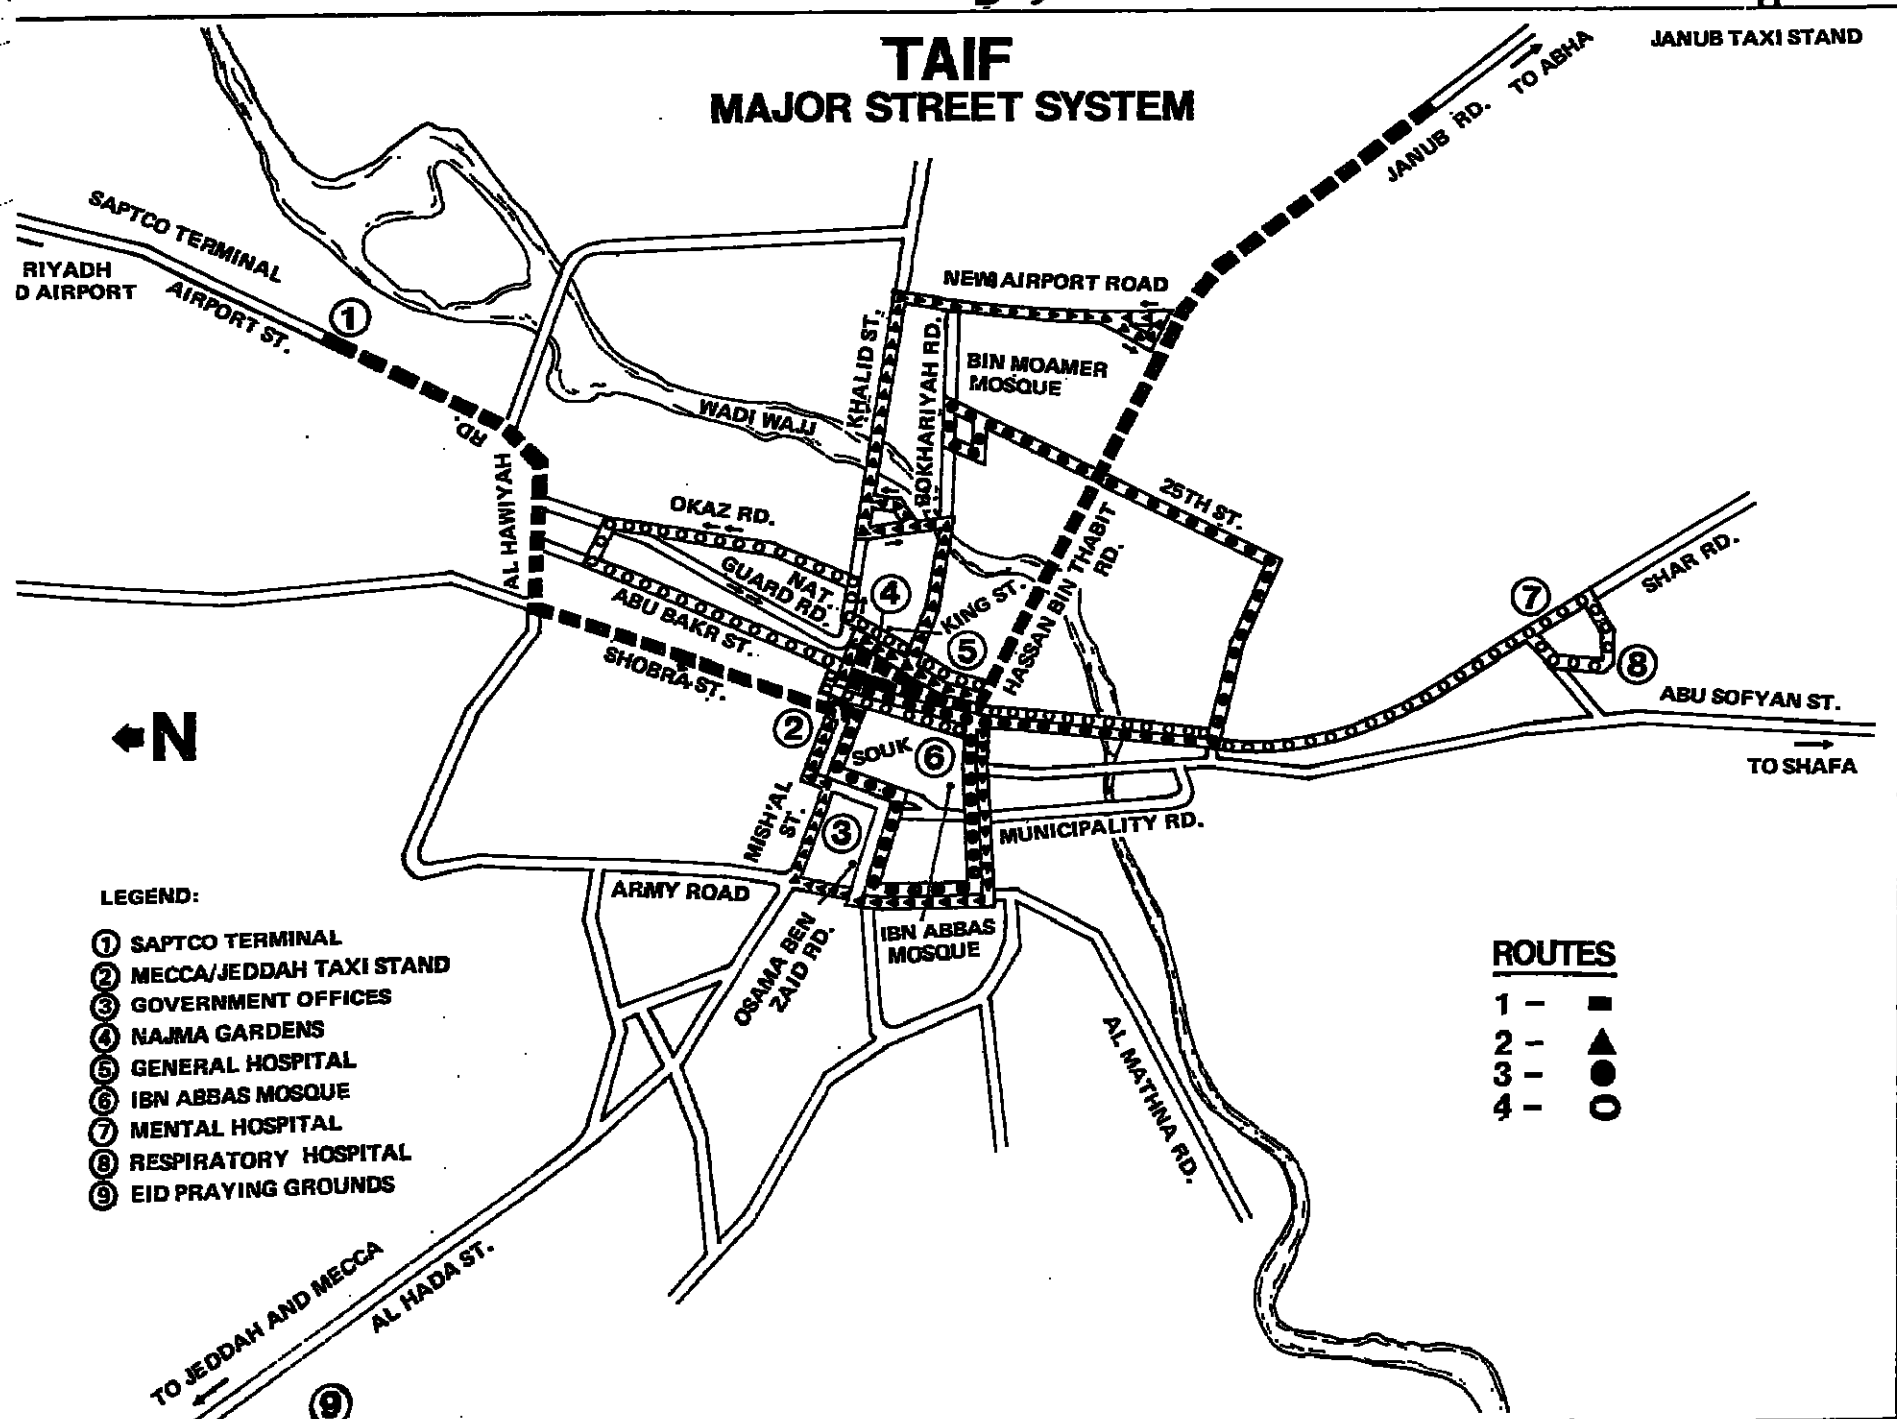 TAIF
MAJOR STREET SYSTEM
JANUB TAXI STAND
TO ABHA
JANUB RD.
SAPTCO TERMINAL
RIYADH
D AIRPORT
AIRPORT ST.
1
RD.
AL HAWIYAH
NEW AIRPORT ROAD
KHALID ST.
BOKHARIYAH RD.
BIN MOAMER
MOSQUE
WADI WAJJ
OKAZ RD.
NAT.
GUARD RD.
ABU BAKR ST.
SHOBRA ST.
4
KING ST.
5
HASSAN BIN THABIT
RD.
25TH ST.
7
SHAR RD.
8
ABU SOFYAN ST.
TO SHAFA
N
2
SOUK
6
MISH'AL
ST.
3
MUNICIPALITY RD.
ARMY ROAD
OSAMA BEN
ZAID RD.
IBN ABBAS
MOSQUE
AL MATHNA RD.
LEGEND:
1 SAPTCO TERMINAL
2 MECCA/JEDDAH TAXI STAND
3 GOVERNMENT OFFICES
4 NAJMA GARDENS
5 GENERAL HOSPITAL
6 IBN ABBAS MOSQUE
7 MENTAL HOSPITAL
8 RESPIRATORY HOSPITAL
9 EID PRAYING GROUNDS
ROUTES
1 -
2 -
3 -
4 -
TO JEDDAH AND MECCA
AL HADA ST.
9